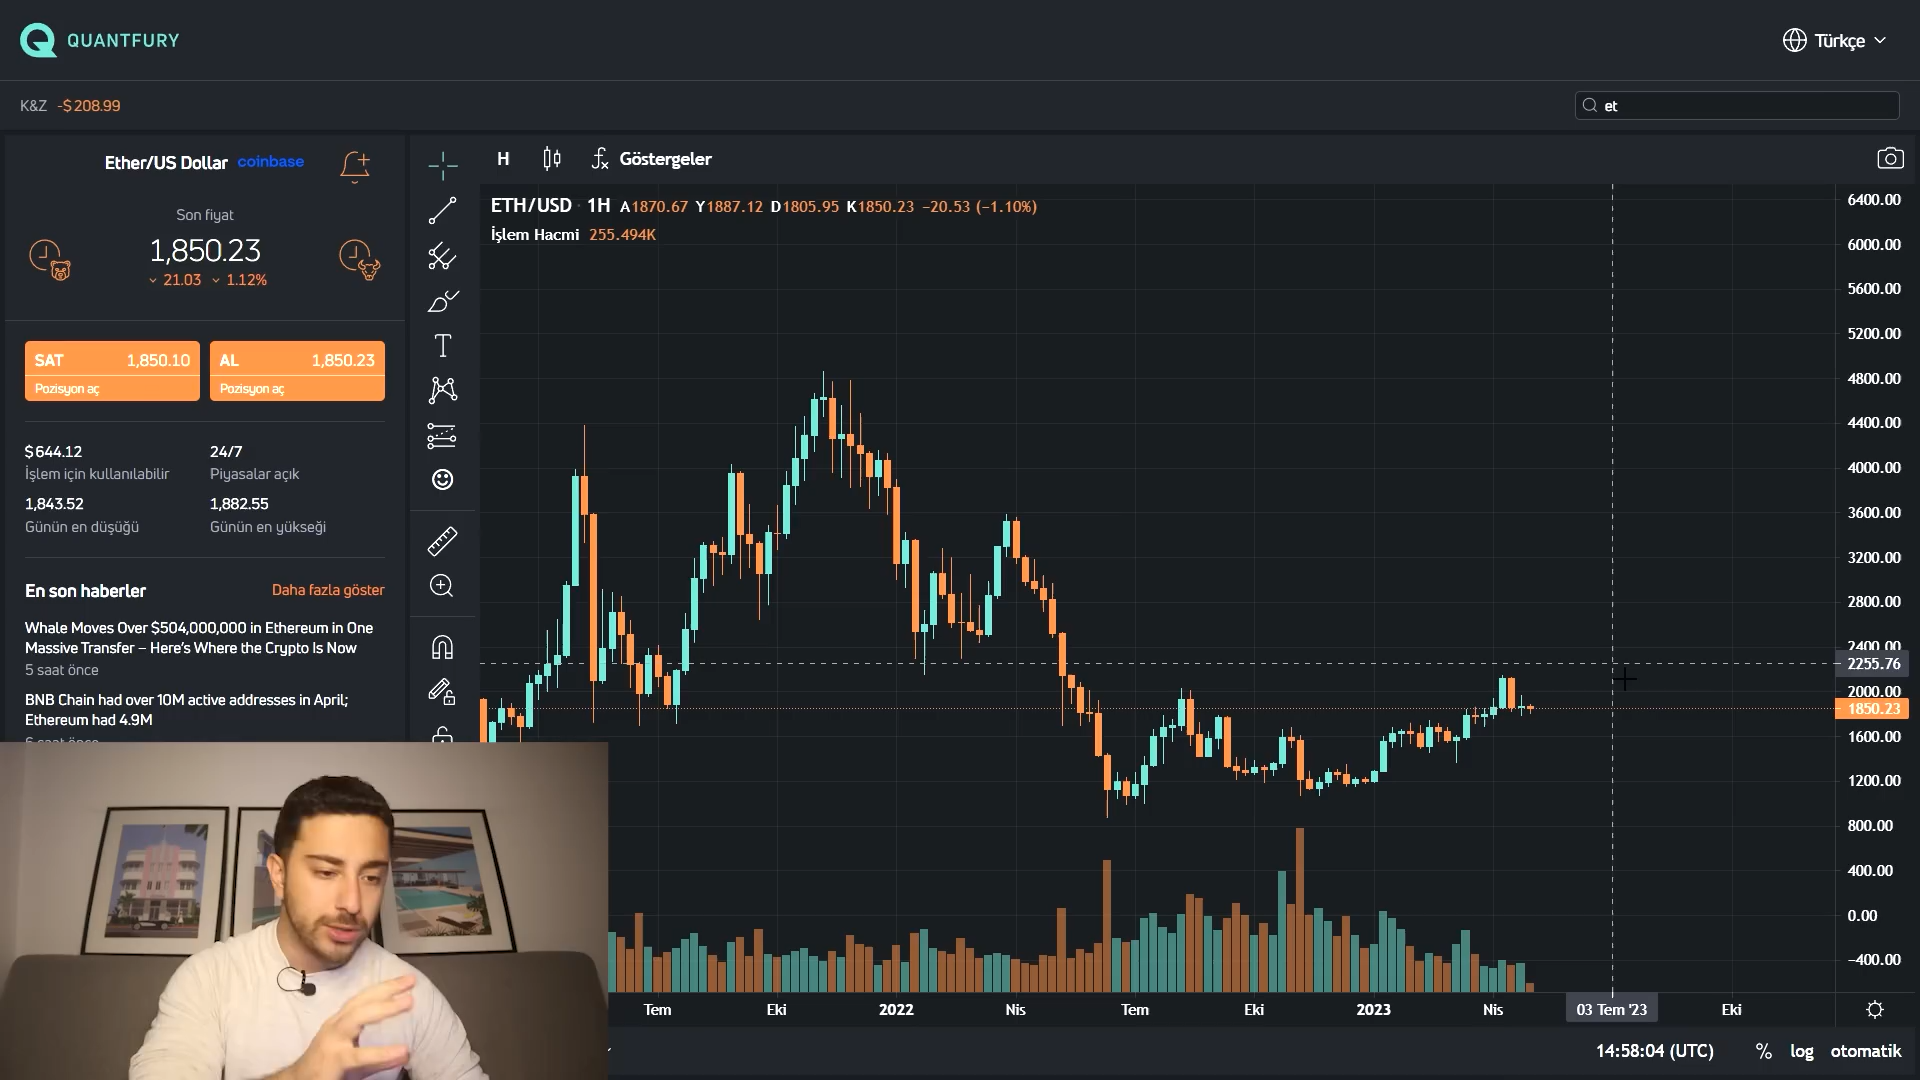 QUANTFURY
Türkçe
K&Z -$ 208.99
et
Ether/US Dollar coinbase
Son fiyat
1,850.23
21.03 1.12%
SAT 1,850.10
Pozisyon aç
AL 1,850.23
Pozisyon aç
$ 644.12
İşlem için kullanılabilir
24/7
Piyasalar açık
1,843.52
Günün en düşüğü
1,882.55
Günün en yükseği
En son haberler Daha fazla göster
Whale Moves Over $504,000,000 in Ethereum in One
Massive Transfer – Here's Where the Crypto Is Now
5 saat önce
BNB Chain had over 10M active addresses in April;
Ethereum had 4.9M
H Göstergeler
ETH/USD · 1H A1870.67 Y1887.12 D1805.95 K1850.23 −20.53 (−1.10%)
İşlem Hacmi 255.494K
6400.00
6000.00
5600.00
5200.00
4800.00
4400.00
4000.00
3600.00
3200.00
2800.00
2400.00
2255.76
2000.00
1850.23
1600.00
1200.00
800.00
400.00
0.00
−400.00
Tem Eki 2022 Nis Tem Eki 2023 Nis 03 Tem '23 Eki
14:58:04 (UTC) % log otomatik